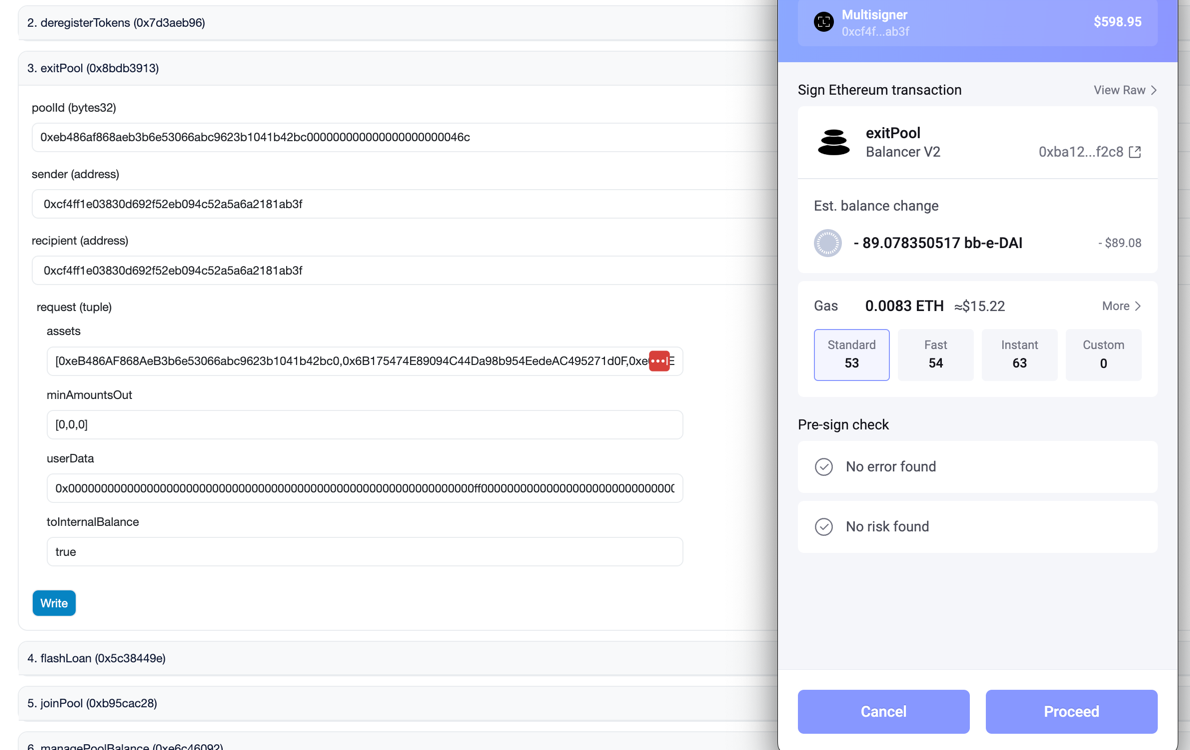 2. deregisterTokens (0x7d3aeb96)
3. exitPool (0x8bdb3913)
poolId (bytes32)
0xeb486af868aeb3b6e53066abc9623b1041b42bc000000000000000000000046c
sender (address)
0xcf4ff1e03830d692f52eb094c52a5a6a2181ab3f
recipient (address)
0xcf4ff1e03830d692f52eb094c52a5a6a2181ab3f
request (tuple)
assets
[0xeB486AF868AeB3b6e53066abc9623b1041b42bc0,0x6B175474E89094C44Da98b954EedeAC495271d0F,0xe
minAmountsOut
[0,0,0]
userData
toInternalBalance
true
Write
4. flashLoan (0x5c38449e)
5. joinPool (0xb95cac28)
6. managePoolBalance (0xe6c46092)
Multisigner
0xcf4f...ab3f
$598.95
Sign Ethereum transaction
View Raw
exitPool
Balancer V2
0xba12...f2c8
Est. balance change
- 89.078350517 bb-e-DAI
- $89.08
Gas
0.0083 ETH ≈$15.22
More
Standard
53
Fast
54
Instant
63
Custom
0
Pre-sign check
No error found
No risk found
Cancel
Proceed